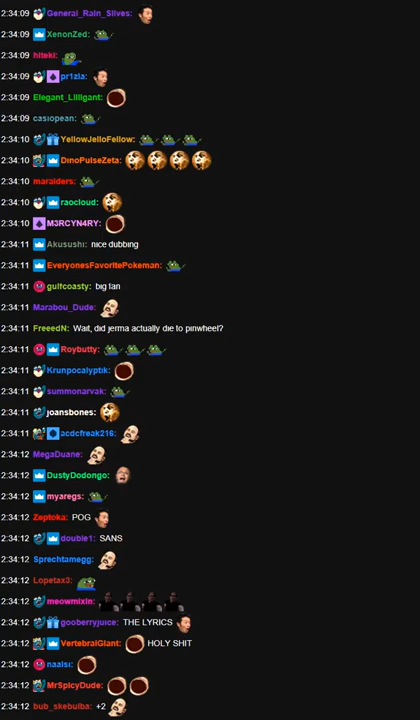 2:34:09 General_Rain_Slives:
2:34:09 XenonZed:
2:34:09 hiteki:
2:34:09 pr1zla:
2:34:09 Elegant_Lilligant:
2:34:09 casiopean:
2:34:10 YellowJelloFellow:
2:34:10 DinoPulseZeta:
2:34:10 maralders:
2:34:10 raocloud:
2:34:10 M3RCYN4RY:
2:34:11 Akusushi: nice dubbing
2:34:11 EveryonesFavoritePokeman:
2:34:11 gulfcoasty: big fan
2:34:11 Marabou_Dude:
2:34:11 FreeedN: Wait, did jerma actually die to pinwheel?
2:34:11 Roybutty:
2:34:11 Krunpocalyptik:
2:34:11 summonarvak:
2:34:11 joansbones:
2:34:11 acdcfreak216:
2:34:12 MegaDuane:
2:34:12 DustyDodongo:
2:34:12 myaregs:
2:34:12 Zeptoka: POG
2:34:12 double1: SANS
2:34:12 Sprechtamegg:
2:34:12 Lopetax3:
2:34:12 meowmixin:
2:34:12 gooberryjuice: THE LYRICS
2:34:12 VertebralGiant: HOLY SHIT
2:34:12 naalsi:
2:34:12 MrSpicyDude:
2:34:12 bub_skebulba: +2